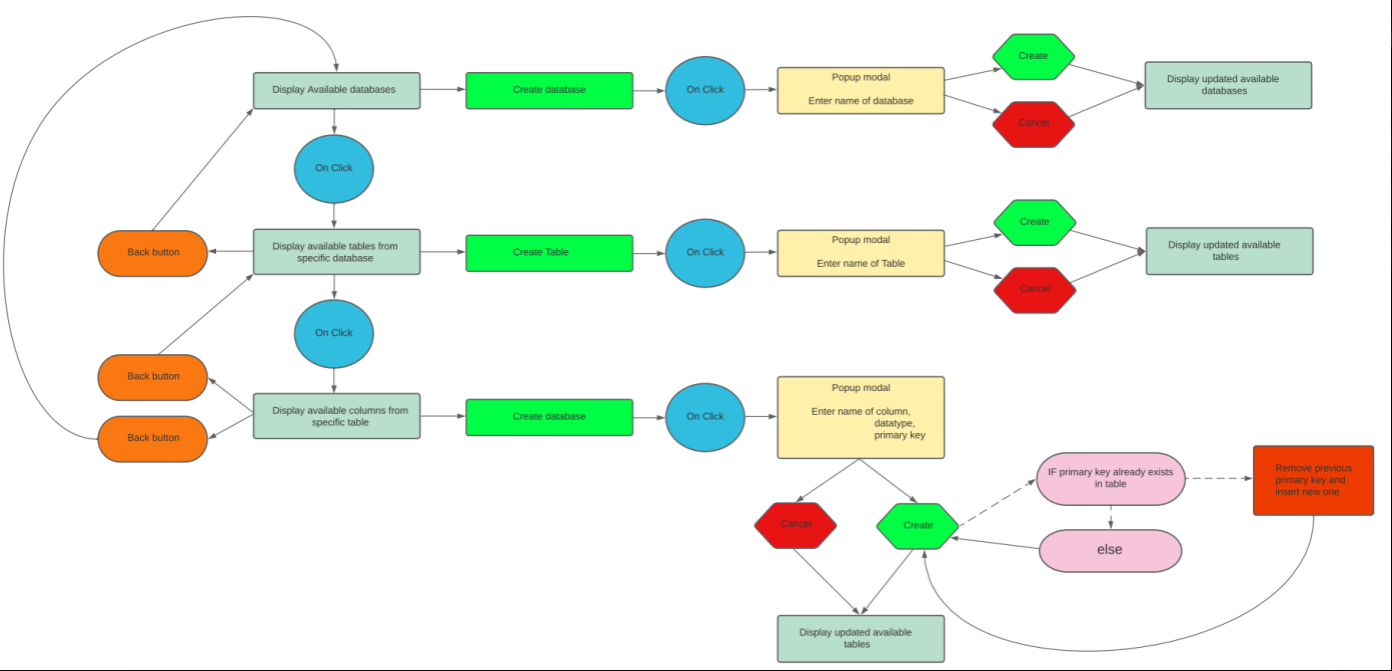 Display Available databases
Create database
On Click
Popup modal
Enter name of database
Create
Cancel
Display updated available
databases
On Click
Back button
Display available tables from
specific database
Create Table
On Click
Popup modal
Enter name of Table
Create
Cancel
Display updated available
tables
On Click
Back button
Back button
Display available columns from
specific table
Create database
On Click
Popup modal
Enter name of column,
datatype,
primary key
Cancel
Create
IF primary key already exists
in table
else
Remove previous
primary key and
insert new one
Display updated available
tables